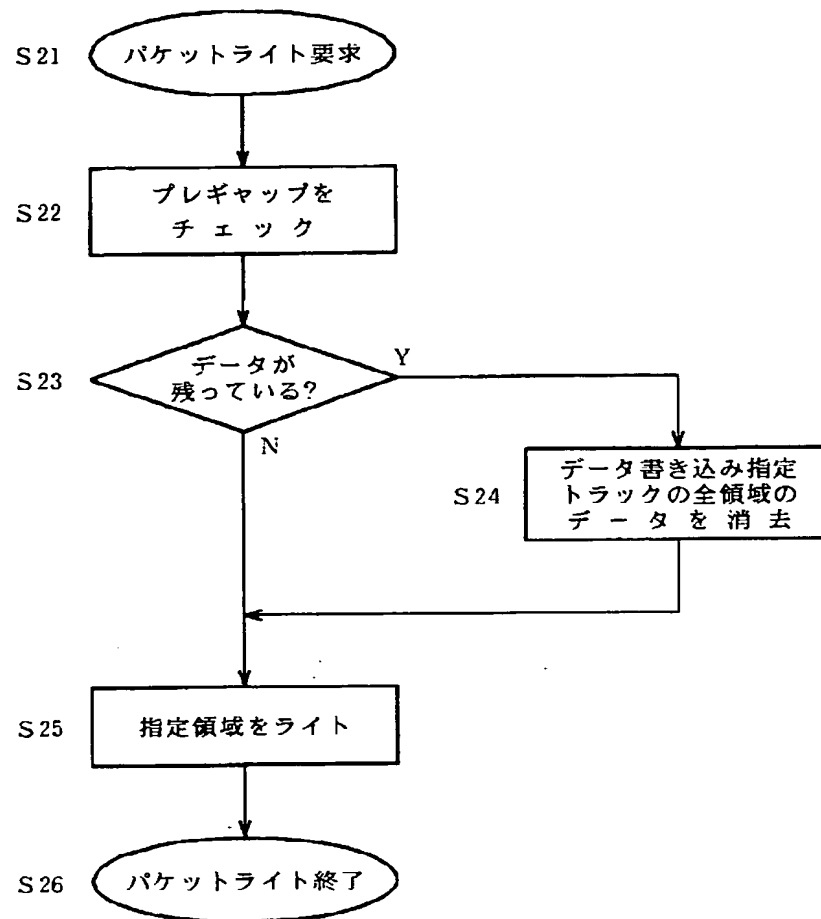 S21
パケットライト要求
S22
プレギャップを
チェック
S23
データが
残っている?
Y
N
S24
データ書き込み指定
トラックの全領域の
データを消去
S25
指定領域をライト
S26
パケットライト終了